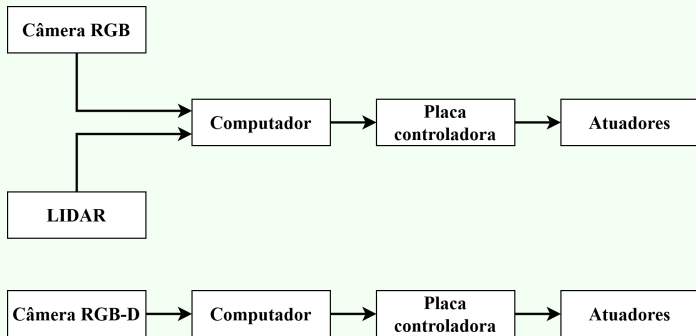 Câmera RGB
Computador
Placa
controladora
Atuadores
LIDAR
Câmera RGB-D
Computador
Placa
controladora
Atuadores